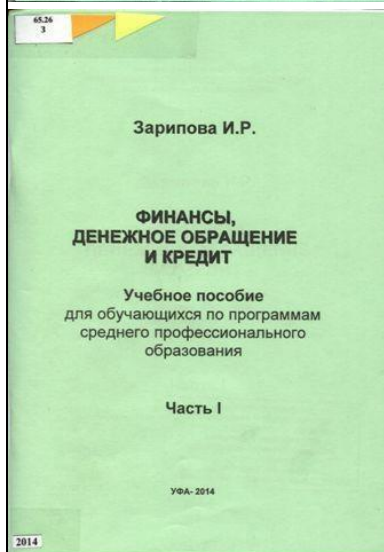 65.26
3
Зарипова И.Р.
ФИНАНСЫ,
ДЕНЕЖНОЕ ОБРАЩЕНИЕ
И КРЕДИТ
Учебное пособие
для обучающихся по программам
среднего профессионального
образования
Часть I
УФА- 2014
2014